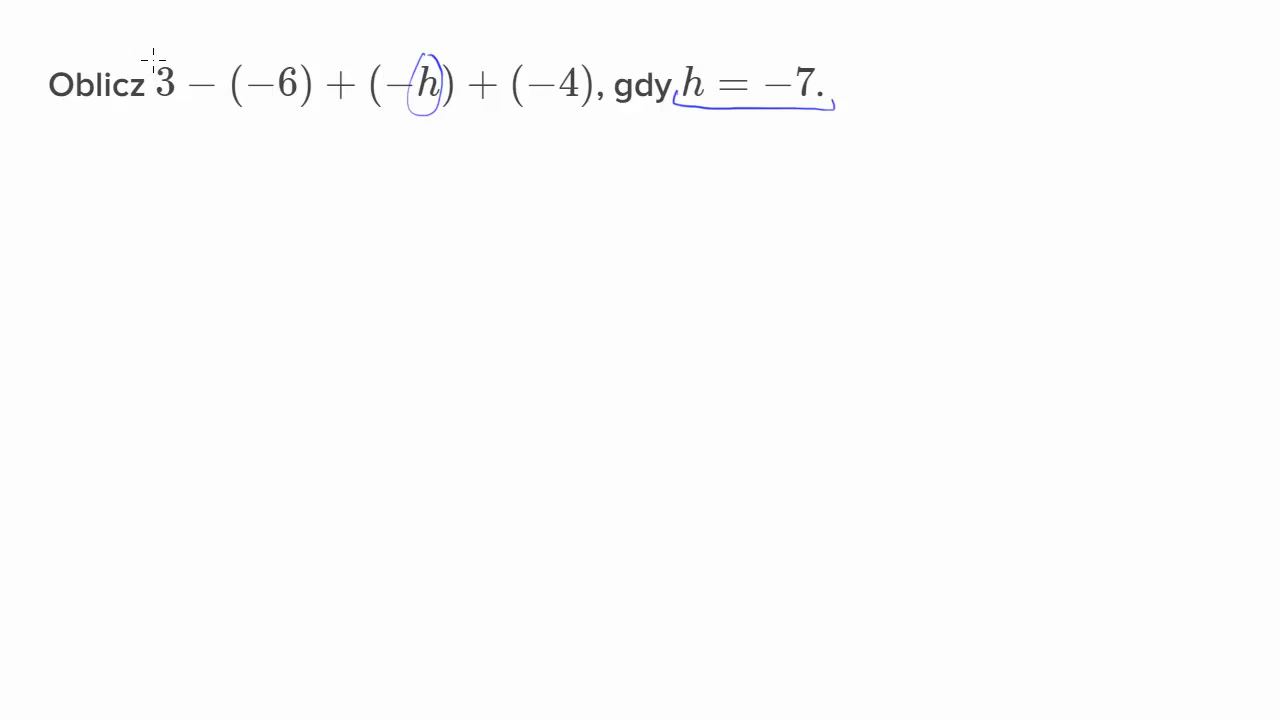 Oblicz 3 − (−6) + (−h) + (−4), gdy h = −7.